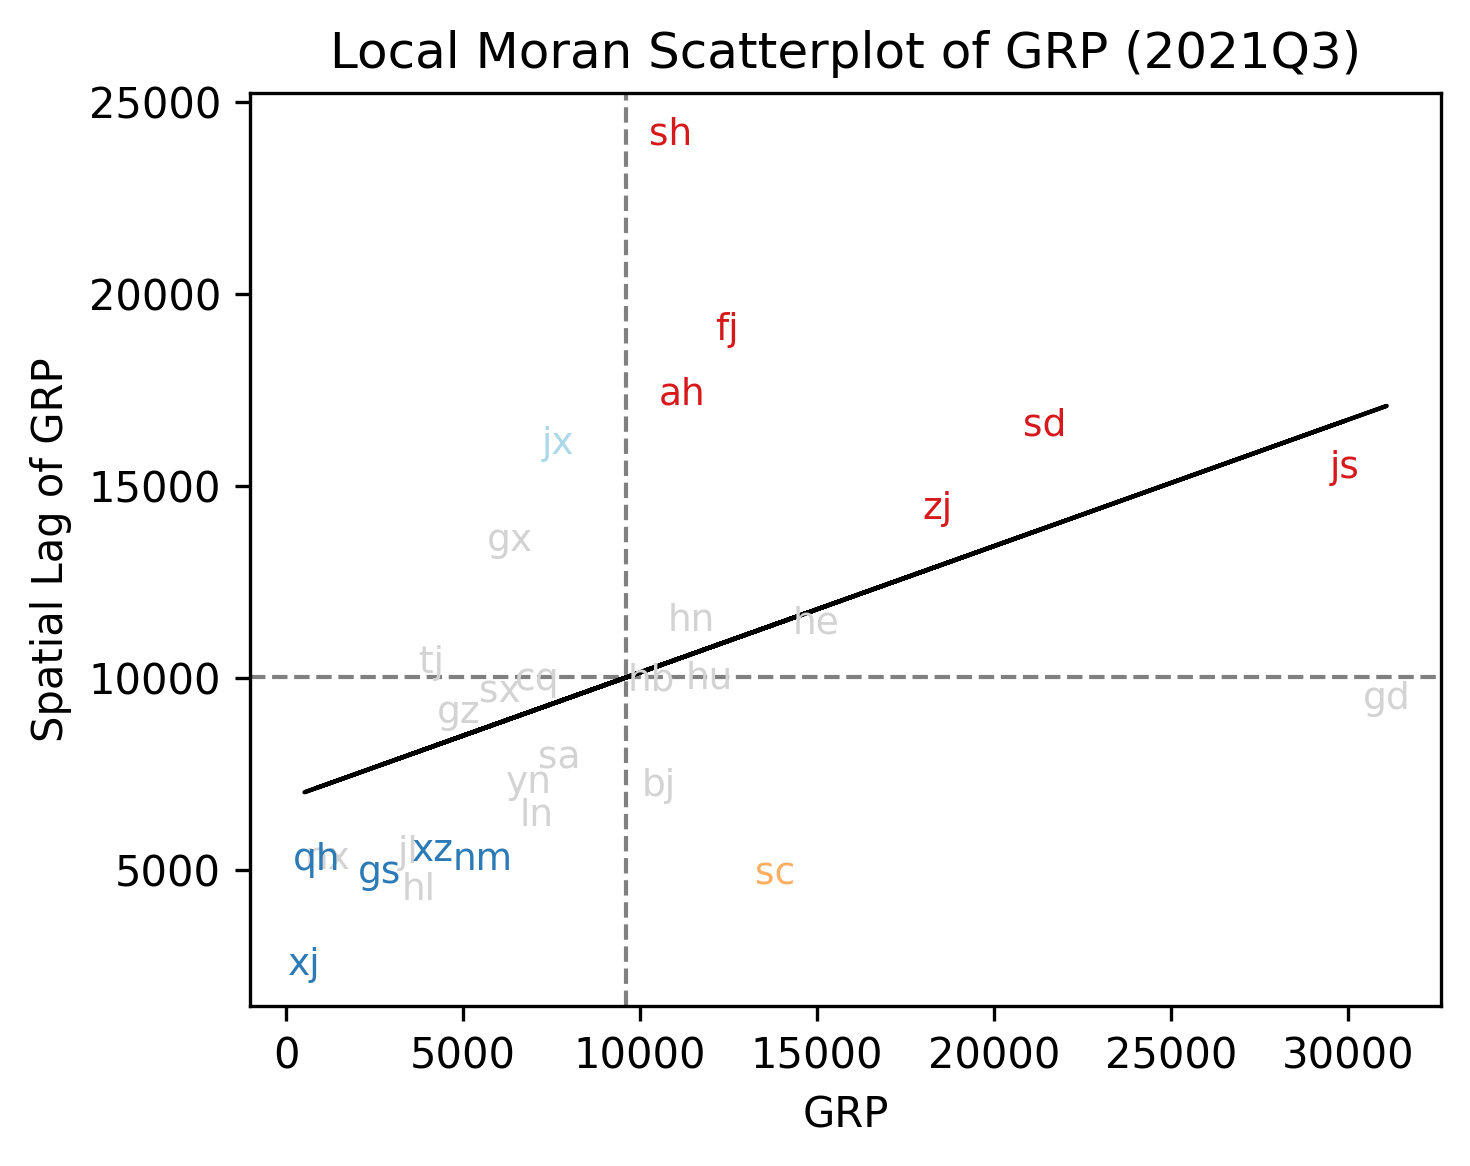 Local Moran Scatterplot of GRP (2021Q3)
25000
20000
15000
10000
5000
Spatial Lag of GRP
sh
fj
ah
sd
jx
js
zj
gx
hn
he
tj
cq
hb
hu
sx
gd
gz
sa
yn
bj
ln
jl
xz
qh
nx
nm
gs
sc
hl
xj
0
5000
10000
15000
20000
25000
30000
GRP